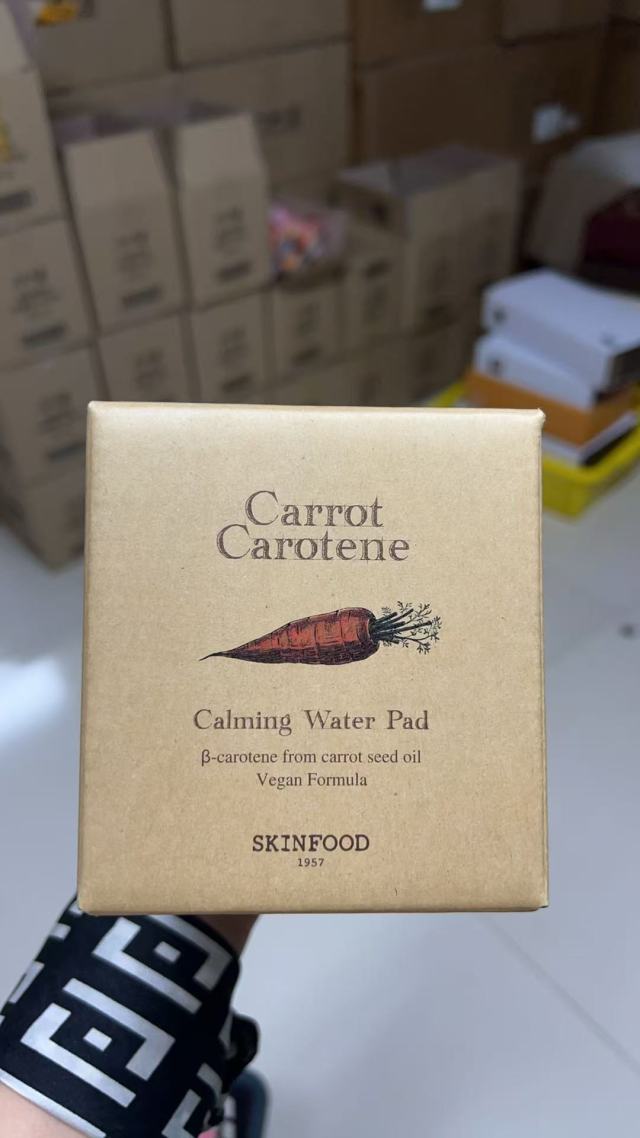 Carrot
Carotene
Calming Water Pad
β-carotene from carrot seed oil
Vegan Formula
SKINFOOD
1957